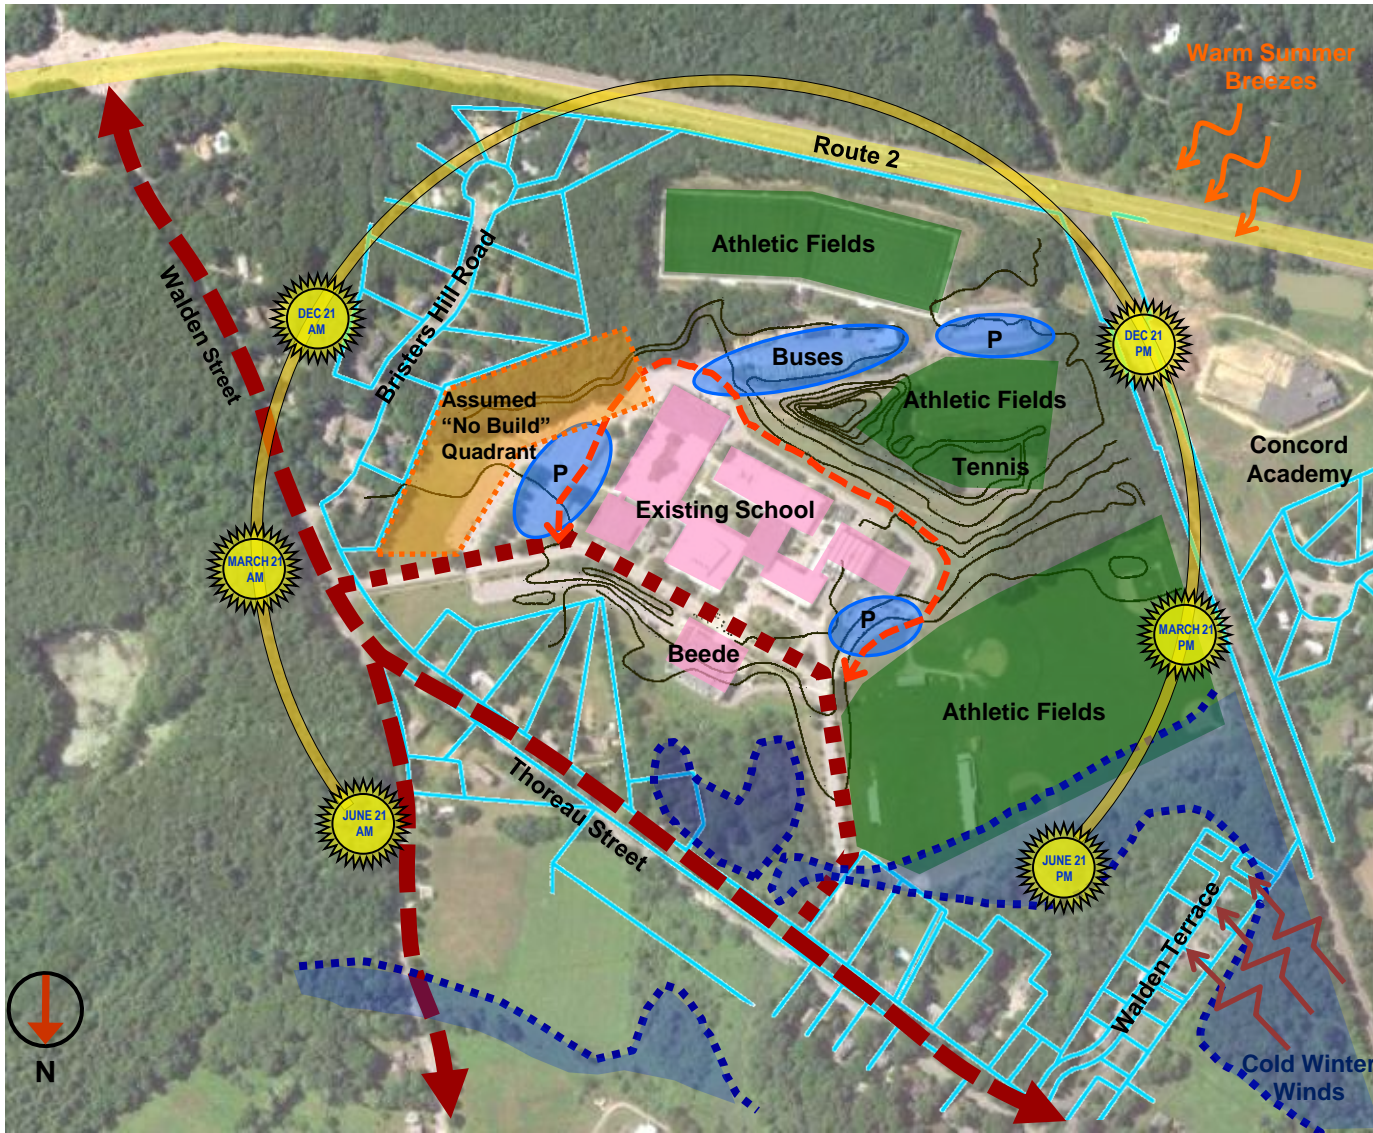 Warm Summer
Breezes
Route 2
Athletic Fields
Walden Street
Bristers Hill Road
DEC 21
AM
DEC 21
PM
Buses
P
Assumed
“No Build”
Quadrant
Athletic Fields
Tennis
Concord
Academy
P
Existing School
MARCH 21
AM
P
MARCH 21
PM
Beede
Athletic Fields
Thoreau Street
JUNE 21
AM
JUNE 21
PM
Walden Terrace
N
Cold Winter
Winds